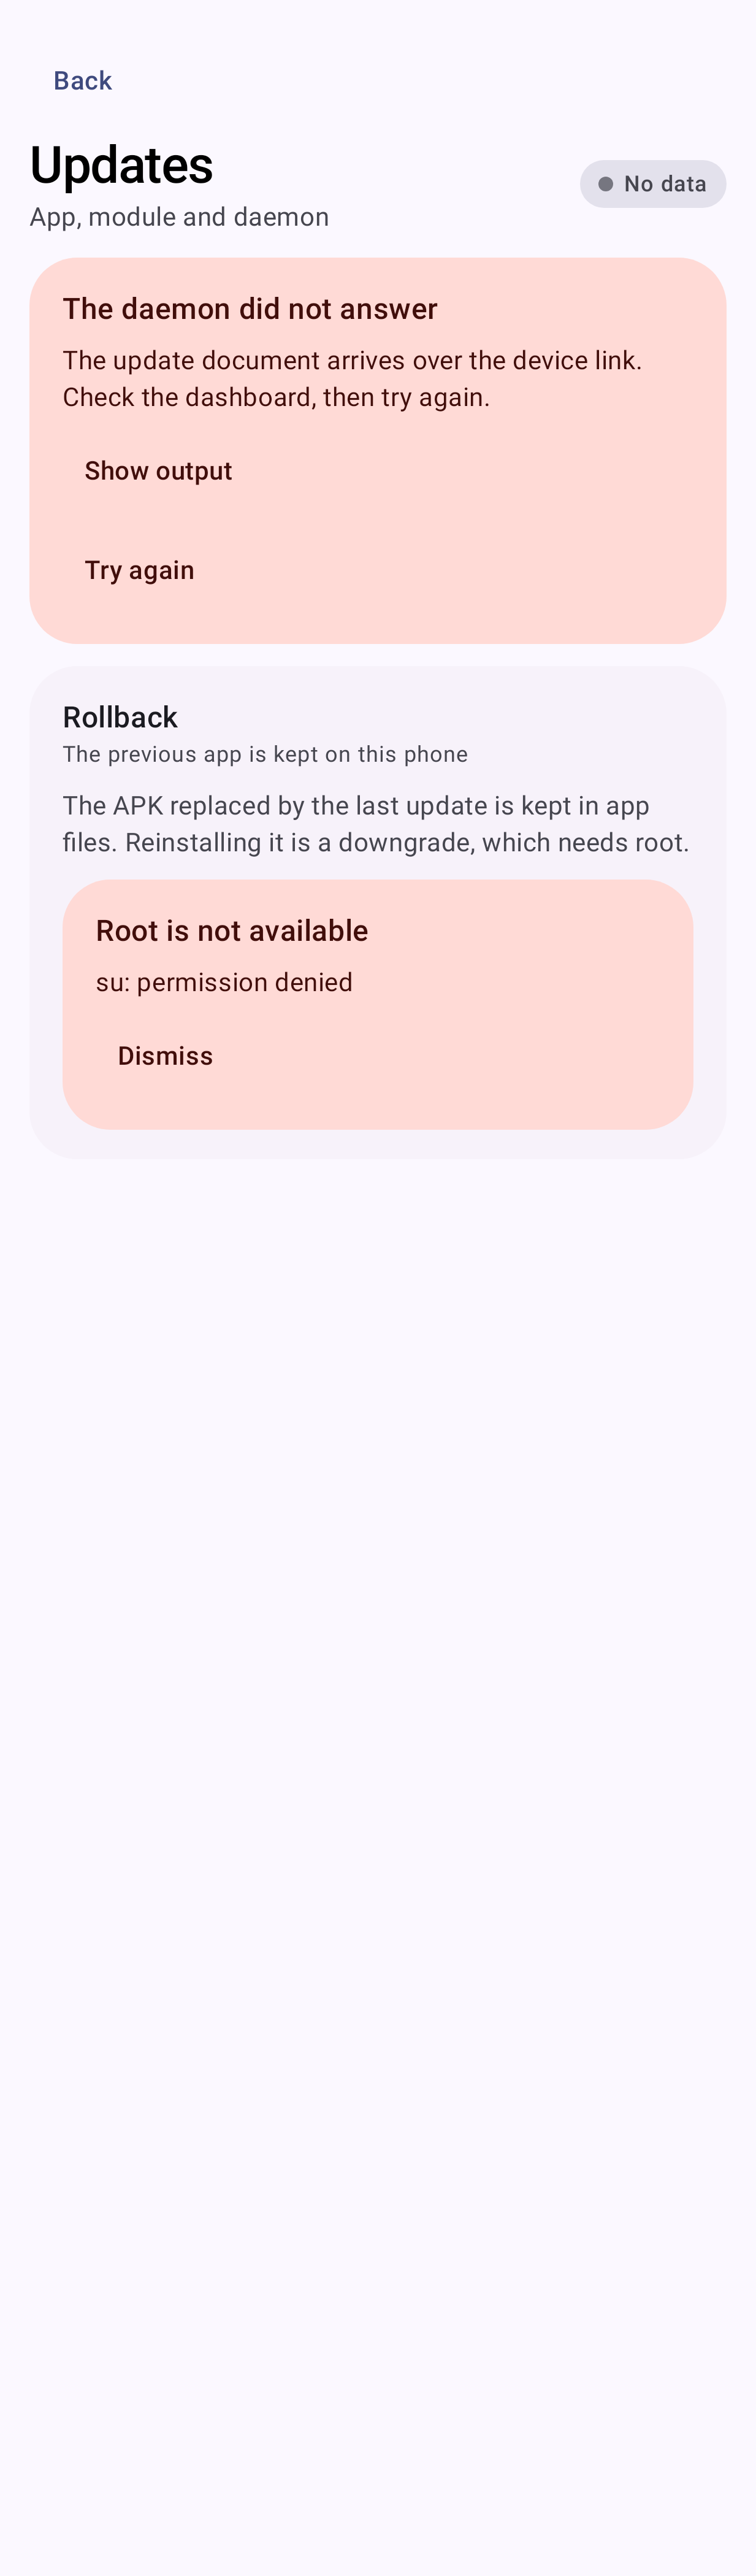 Back
Updates
App, module and daemon
No data
The daemon did not answer
The update document arrives over the device link.
Check the dashboard, then try again.
Show output
Try again
Rollback
The previous app is kept on this phone
The APK replaced by the last update is kept in app
files. Reinstalling it is a downgrade, which needs root.
Root is not available
su: permission denied
Dismiss